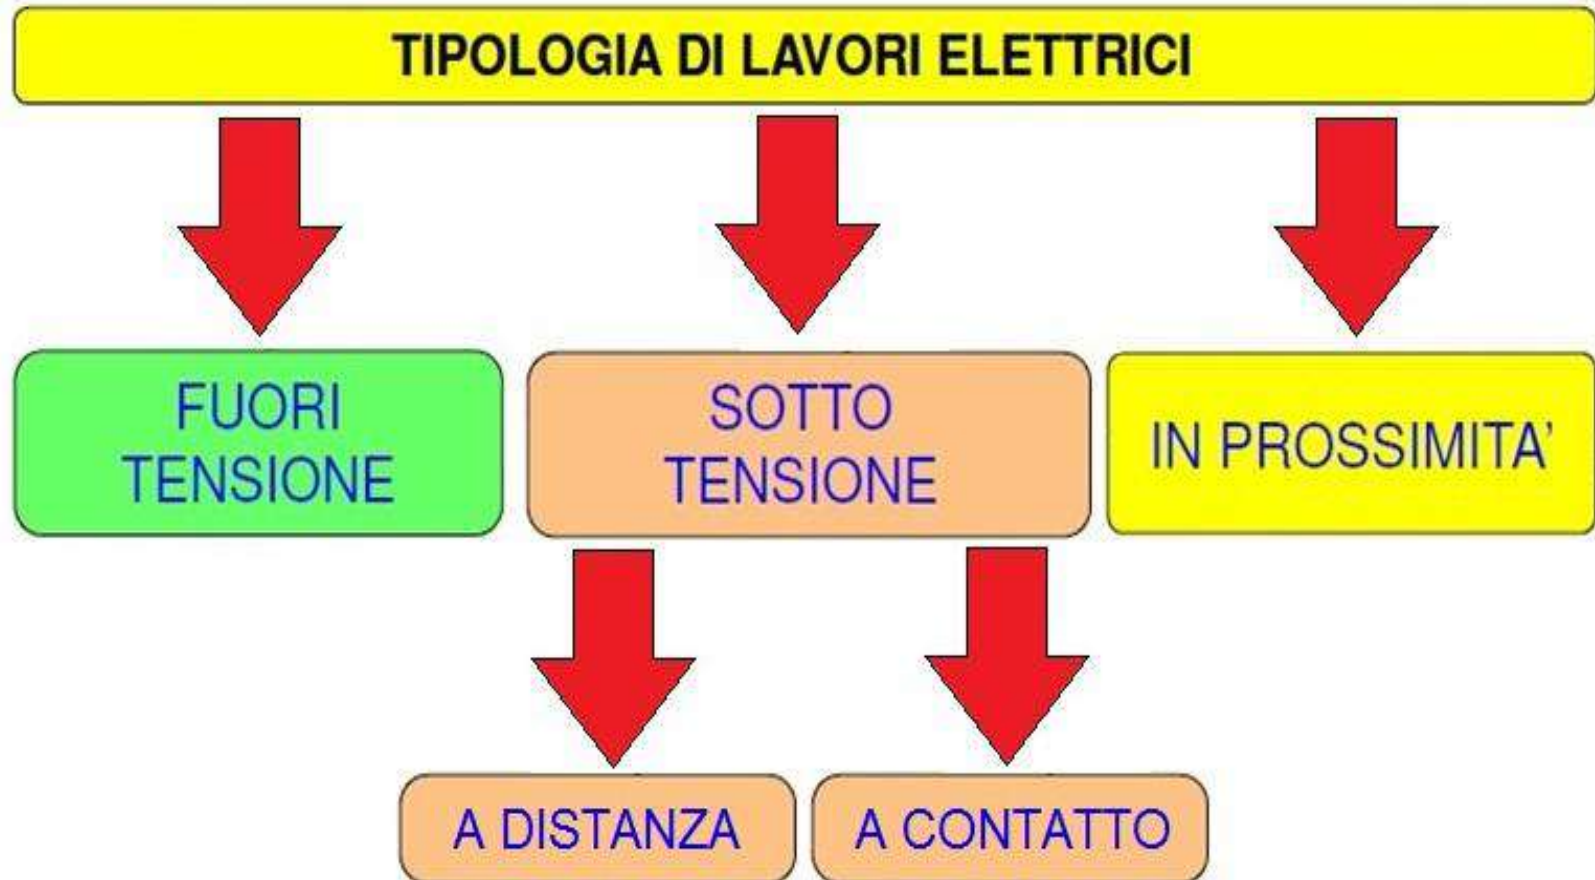 TIPOLOGIA DI LAVORI ELETTRICI
FUORI
TENSIONE
SOTTO
TENSIONE
IN PROSSIMITA'
A DISTANZA
A CONTATTO